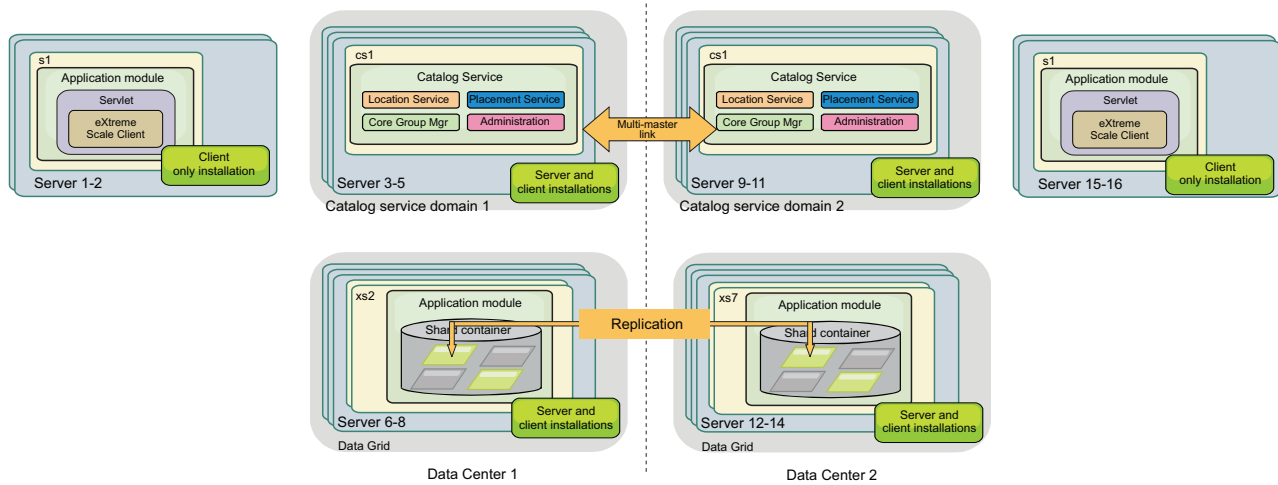 s1
Application module
Servlet
eXtreme
Scale Client
Client
only installation
Server 1-2
cs1
Catalog Service
Location Service
Placement Service
Core Group Mgr
Administration
Server and
client installations
Server 3-5
Catalog service domain 1
Multi-master
link
cs1
Catalog Service
Location Service
Placement Service
Core Group Mgr
Administration
Server and
client installations
Server 9-11
Catalog service domain 2
s1
Application module
Servlet
eXtreme
Scale Client
Client
only installation
Server 15-16
xs2
Application module
Shard container
Server and
client installations
Server 6-8
Data Grid
Replication
xs7
Application module
Shard container
Server and
client installations
Server 12-14
Data Grid
Data Center 1
Data Center 2